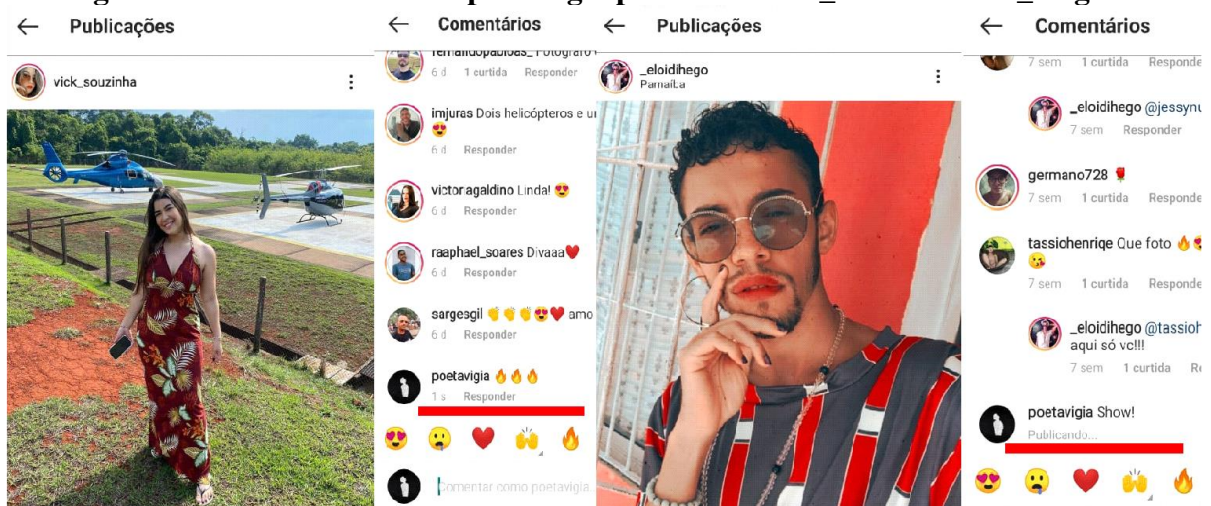 ← Publicações
vick_souzinha
← Comentários
6 d 1 curtida Responder
imjuras Dois helicópteros e
😍
6 d Responder
victor.agaldino Linda! 😍
6 d Responder
raaphael_soares Divaaa❤️
6 d Responder
sargesgil 👏👏👏😍❤️ amo
6 d Responder
poetavigia 🔥🔥🔥
1 s Responder
Comentar como poetavigia...
← Publicações
_eloidihego
← Comentários
7 sem 1 curtida
_eloidihego
7 sem Responder
germano728 🌹
7 sem 1 curtida
tassiohenriqe Que foto 🔥
😘
7 sem 1 curtida
_eloidihego
aqui só vc!!!
7 sem 1 curtida
poetavigia Show!
Publicando...